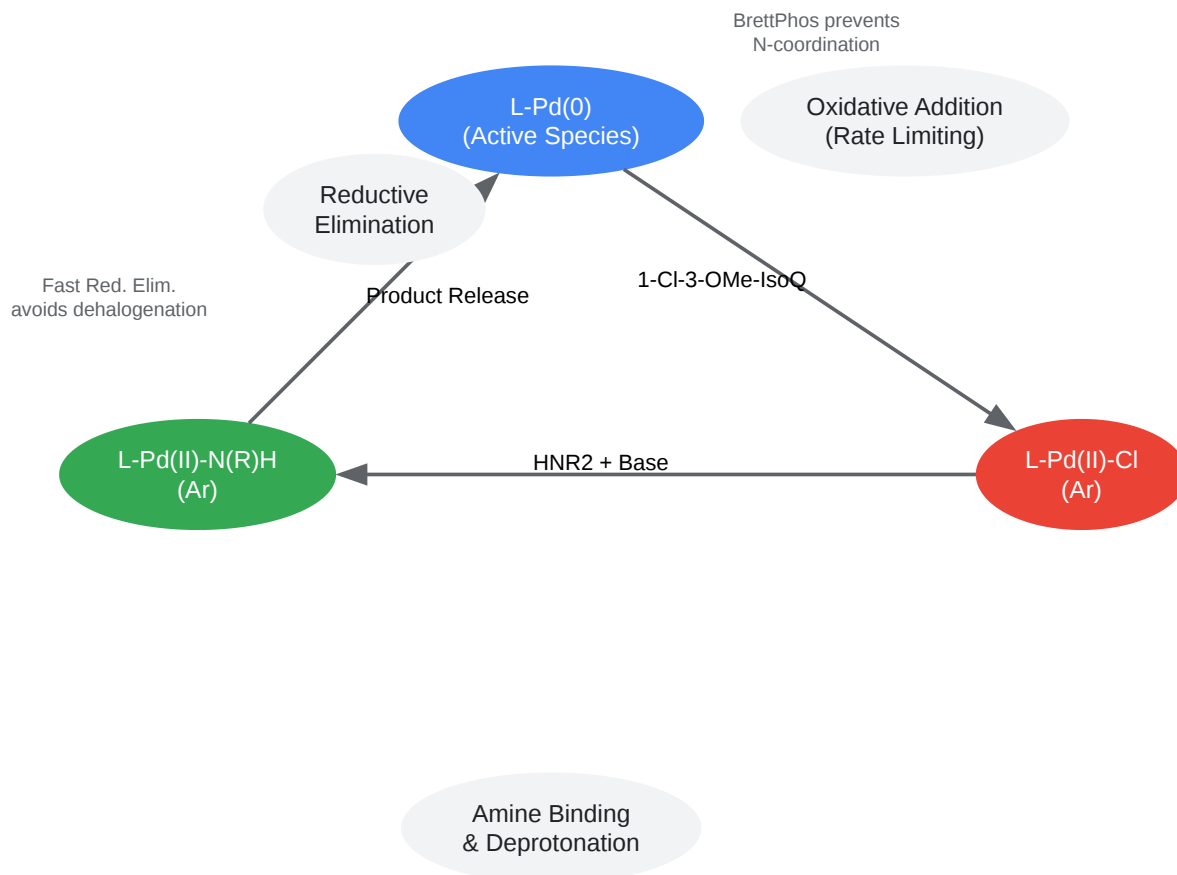 BrettPhos prevents
N-coordination
L-Pd(0)
(Active Species)
Oxidative Addition
(Rate Limiting)
Reductive
Elimination
Fast Red. Elim.
avoids dehalogenation
Product Release
1-Cl-3-OMe-IsoQ
L-Pd(II)-N(R)H
(Ar)
HNR2 + Base
L-Pd(II)-Cl
(Ar)
Amine Binding
& Deprotonation